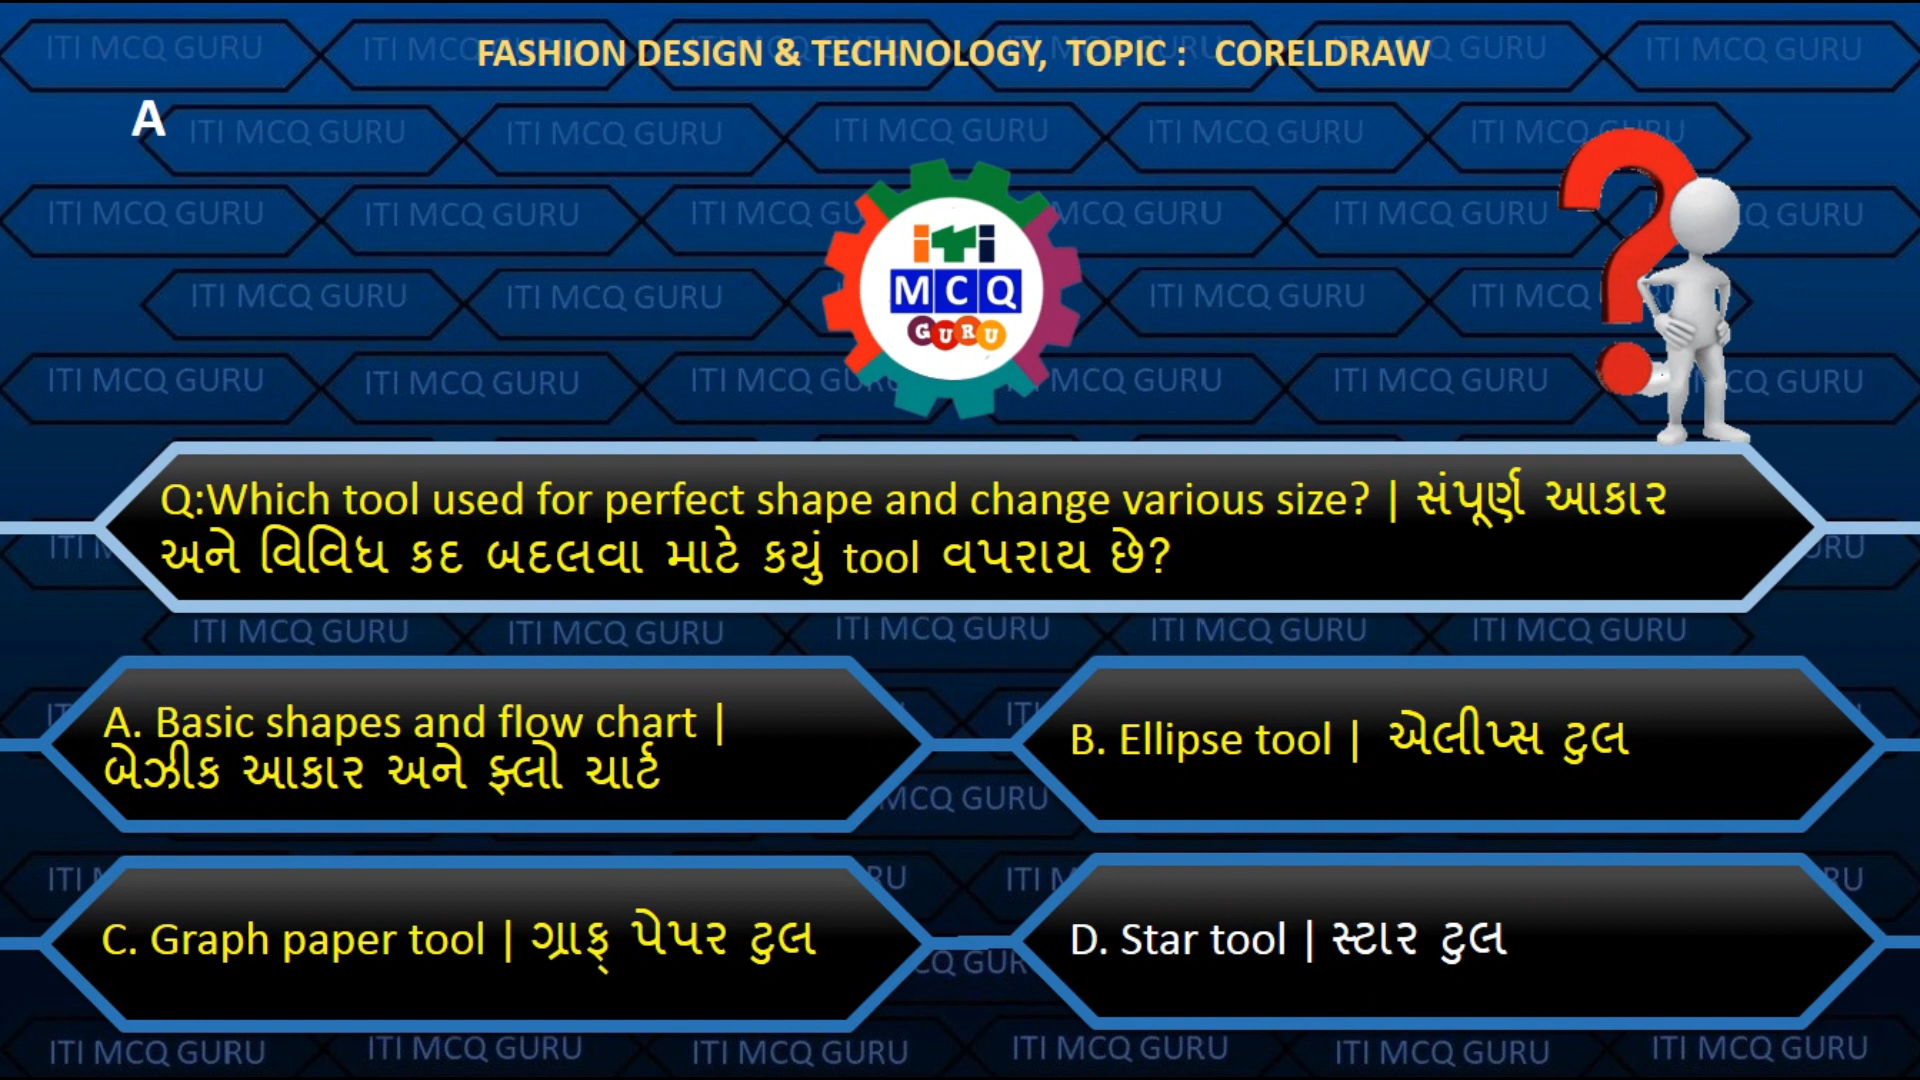 FASHION DESIGN & TECHNOLOGY, TOPIC : CORELDRAW
A
iTi
MCQ
GURU
Q:Which tool used for perfect shape and change various size? | સંપૂર્ણ આકાર
અને વિવિધ કદ બદલવા માટે કયું tool વપરાય છે?
A. Basic shapes and flow chart |
બેઝીક આકાર અને ફ્લો ચાર્ટ
B. Ellipse tool | એલીપ્સ ટુલ
C. Graph paper tool | ગ્રાફ્ પેપર ટુલ
D. Star tool | સ્ટાર ટુલ